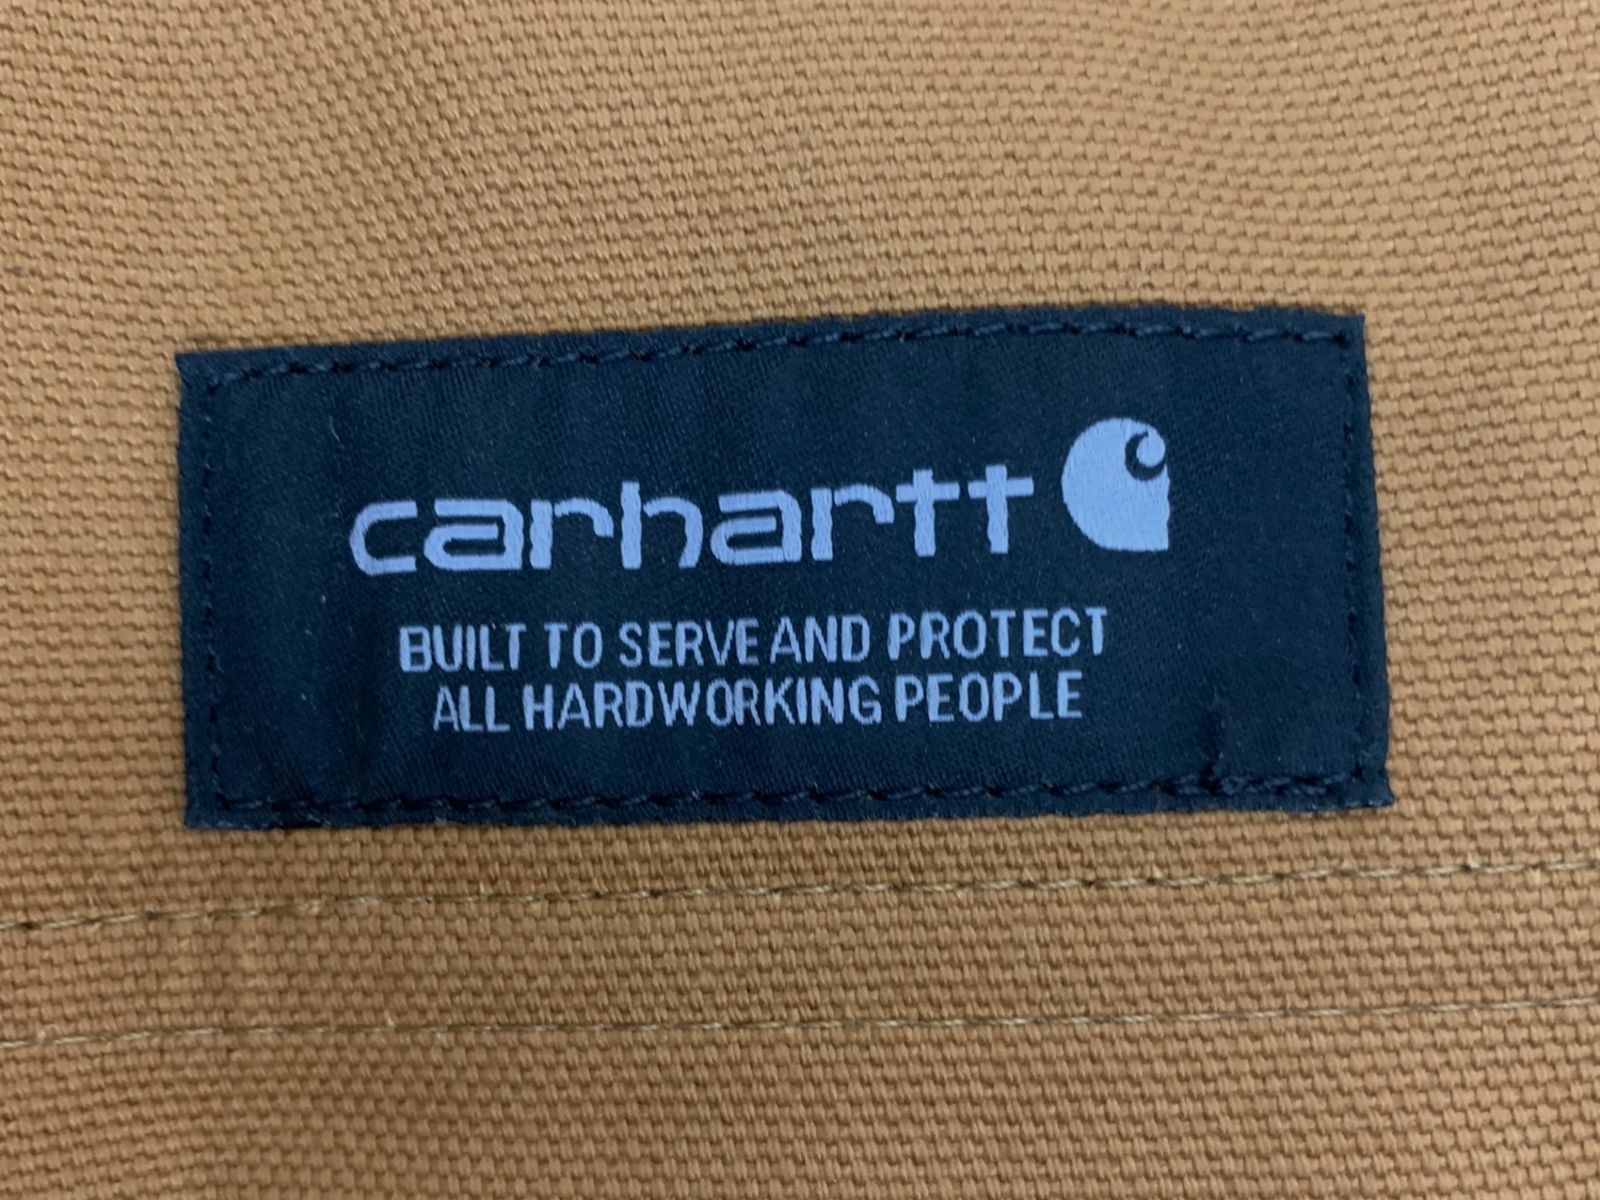 carhartt
BUILT TO SERVE AND PROTECT
ALL HARDWORKING PEOPLE